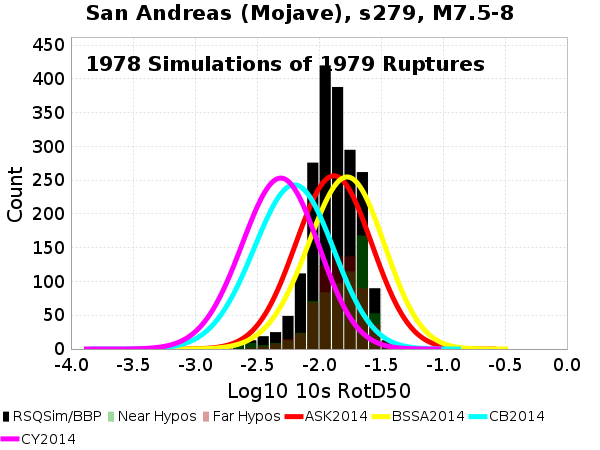 San Andreas (Mojave), s279, M7.5-8
1978 Simulations of 1979 Ruptures
450
400
350
300
250
200
150
100
50
0
Count
-4.0 -3.5 -3.0 -2.5 -2.0 -1.5 -1.0 -0.5 0.0
Log10 10s RotD50
RSQSim/BBP Near Hypos Far Hypos ASK2014 BSSA2014 CB2014
CY2014